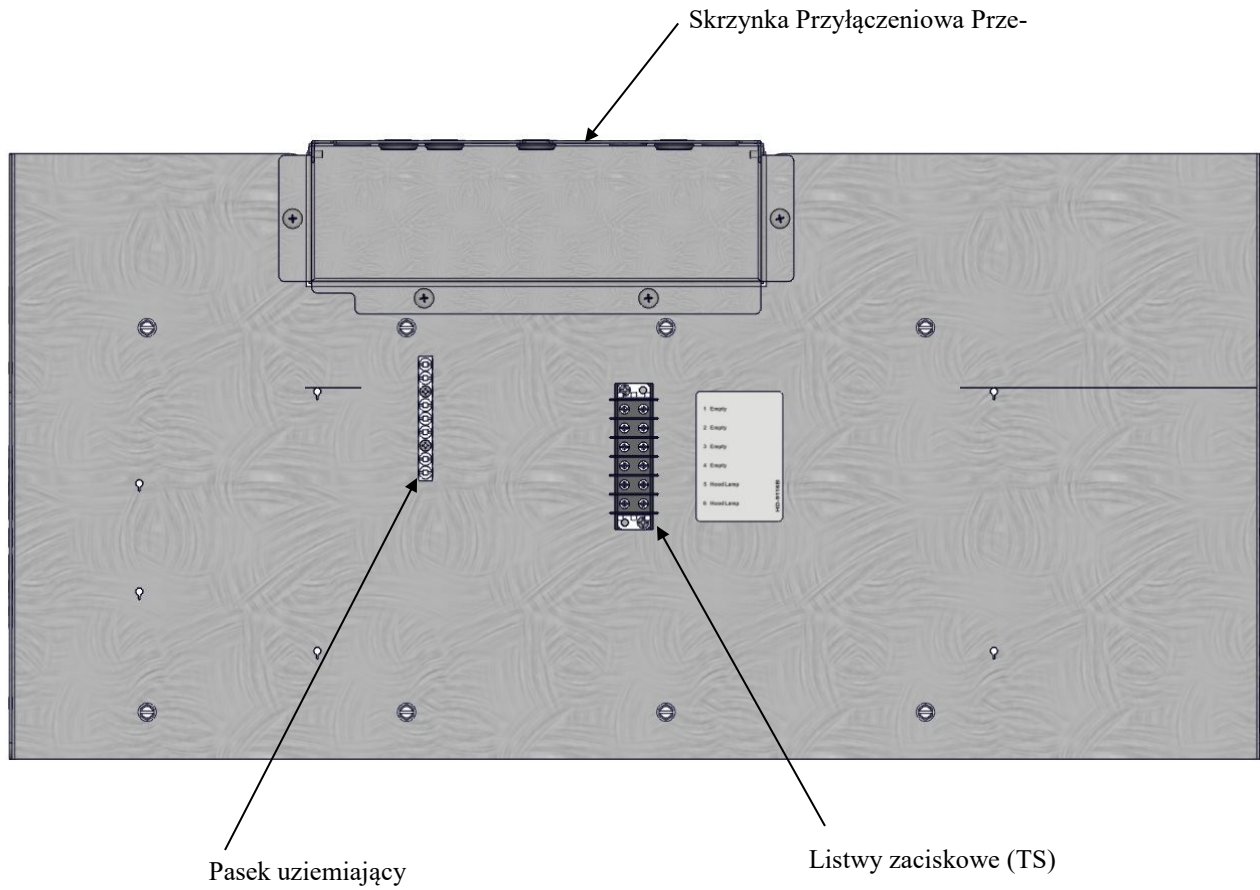 Skrzynka Przyłączeniowa Prze-
1 Empty
2 Empty
3 Empty
4 Empty
5 Hood Lamp
6 Hood Lamp
Pasek uziemiający
Listwy zaciskowe (TS)